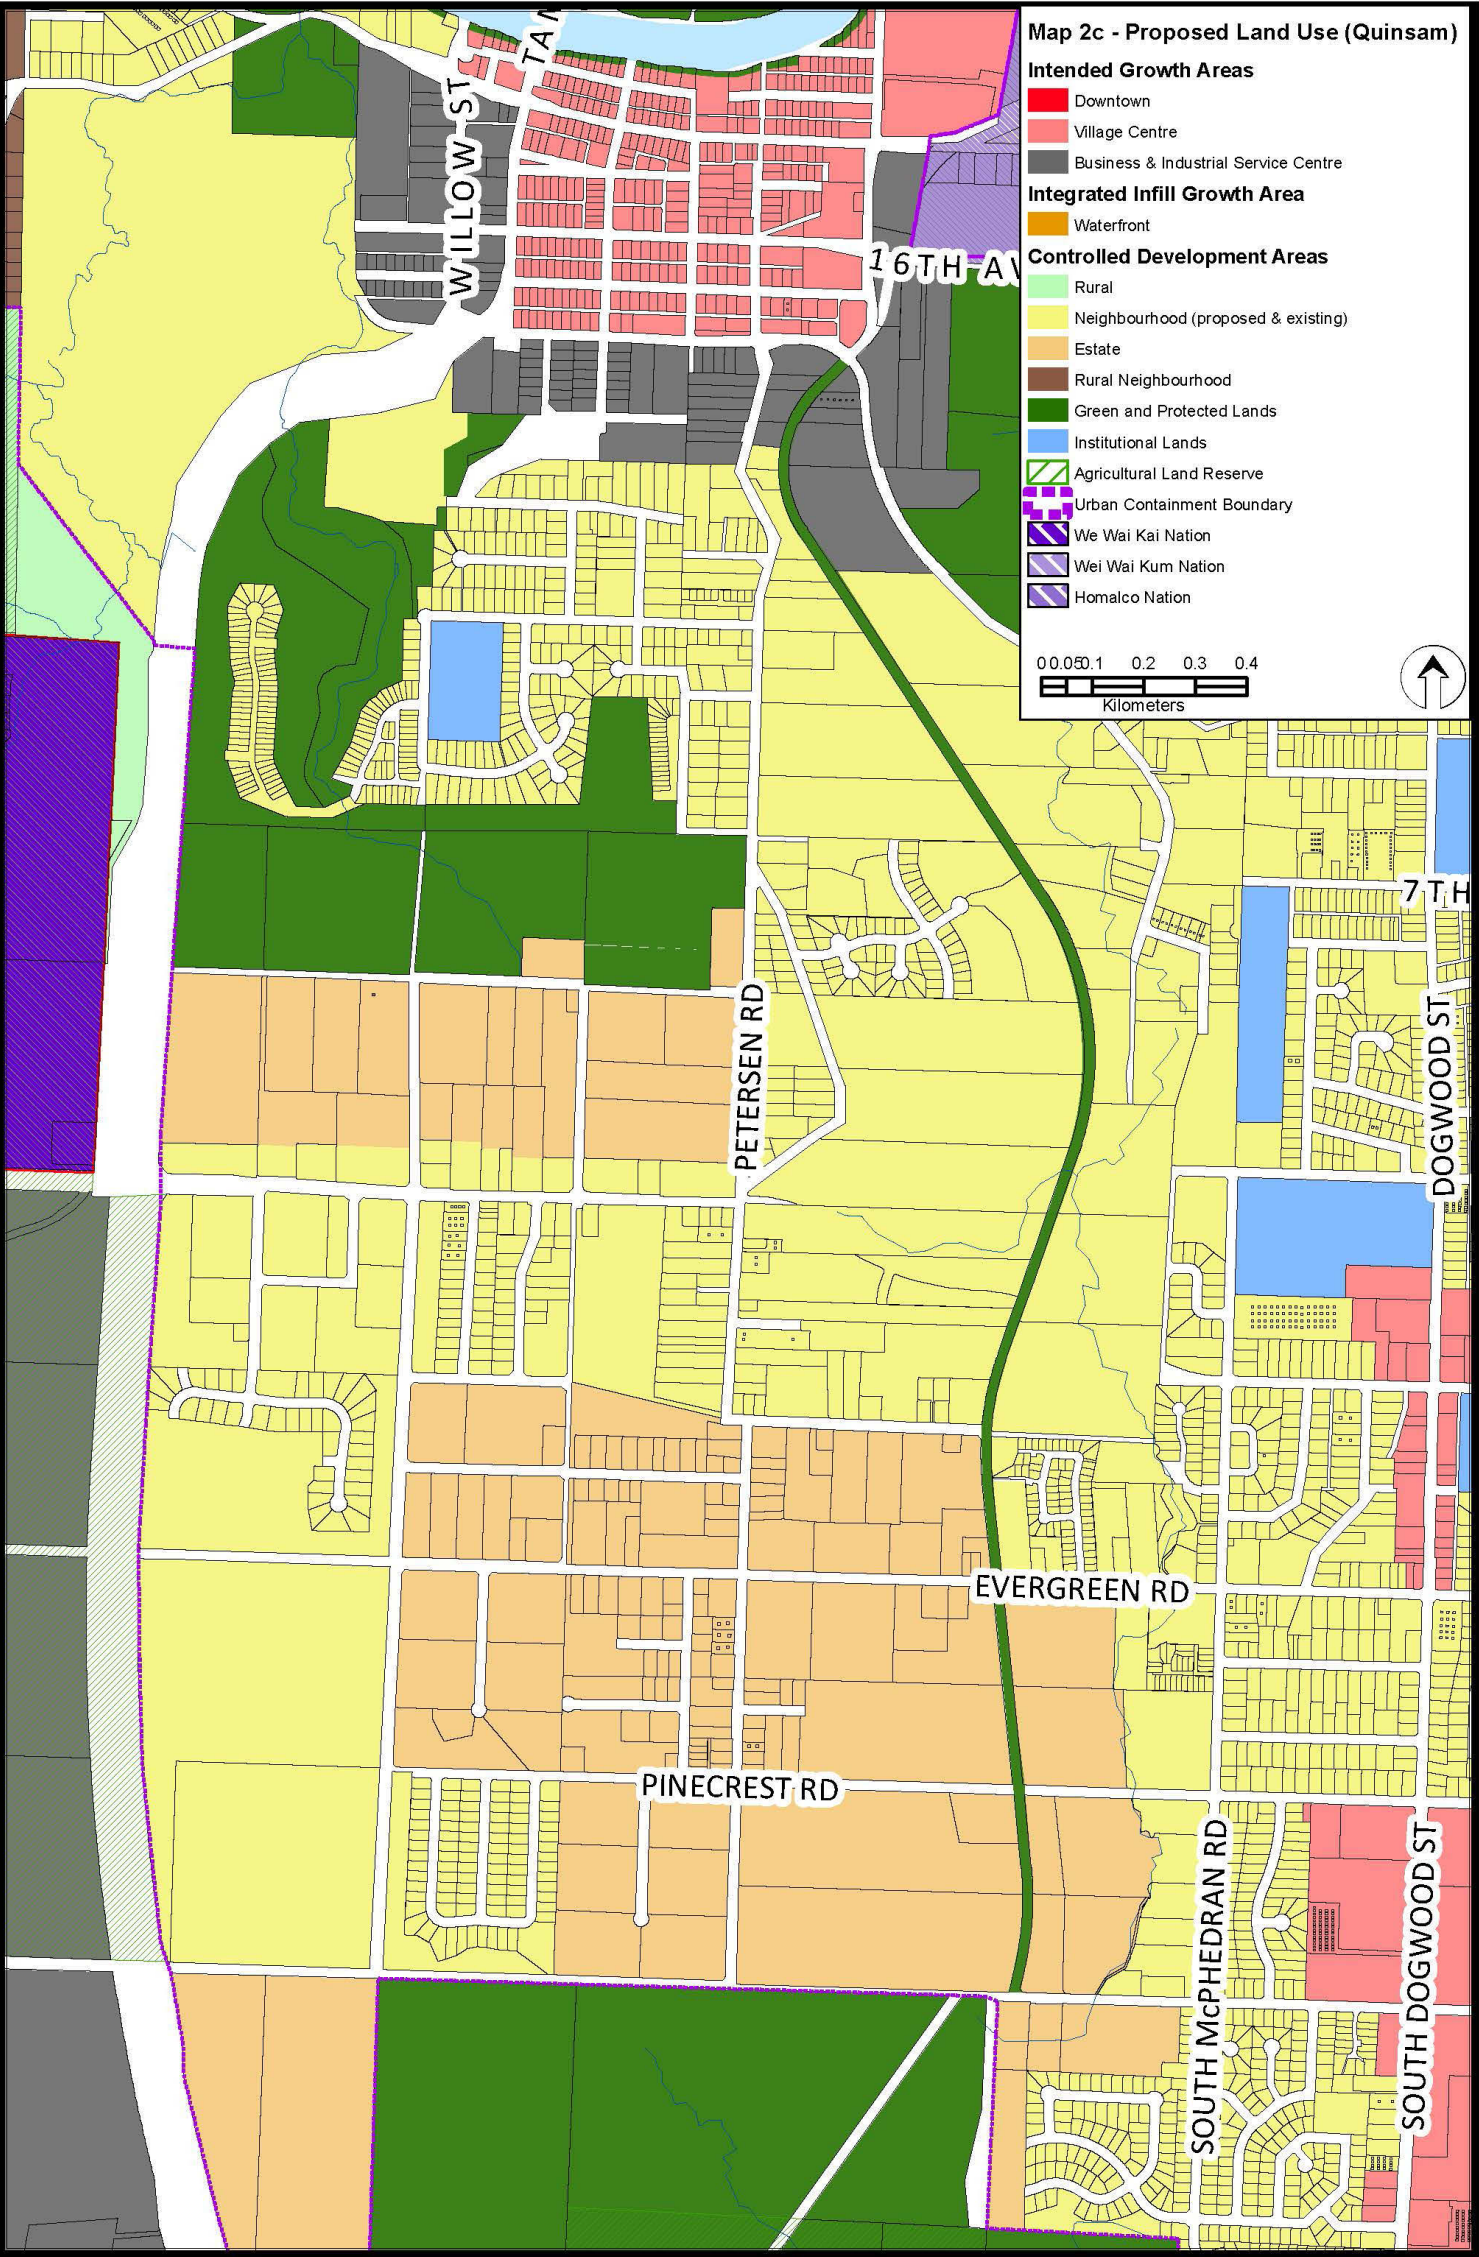 Map 2c - Proposed Land Use (Quinsam)
Intended Growth Areas
Downtown
Village Centre
Business & Industrial Service Centre
Integrated Infill Growth Area
Waterfront
Controlled Development Areas
Rural
Neighbourhood (proposed & existing)
Estate
Rural Neighbourhood
Green and Protected Lands
Institutional Lands
Agricultural Land Reserve
Urban Containment Boundary
We Wai Kai Nation
Wei Wai Kum Nation
Homalco Nation
0 0.05 0.1 0.2 0.3 0.4
Kilometers
TAN
WILLOW ST
16TH AV
7TH
PETERSEN RD
DOGWOOD ST
EVERGREEN RD
PINECREST RD
SOUTH McPHEDRAN RD
SOUTH DOGWOOD ST